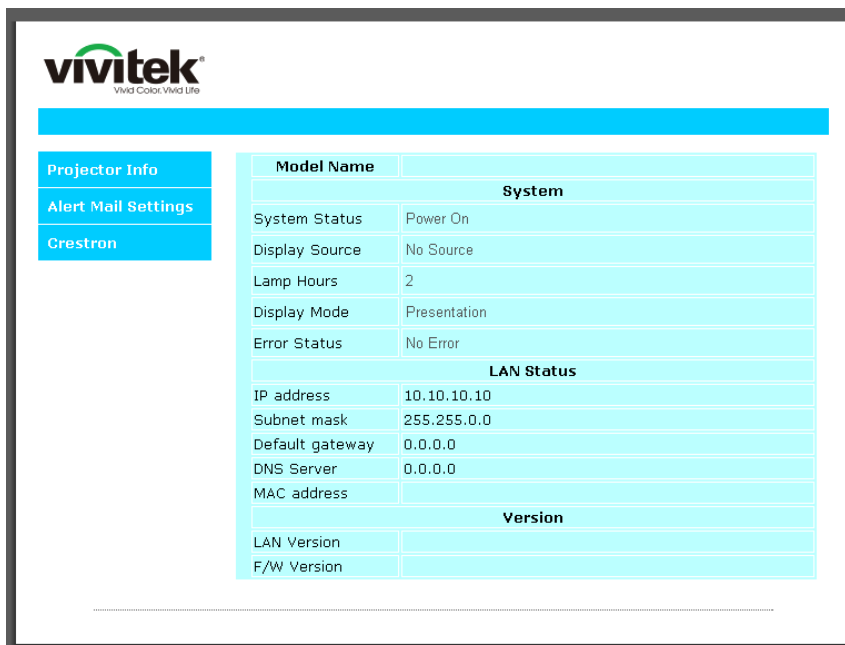 vivitek®
Vivid Color. Vivid Life
Projector Info
Alert Mail Settings
Crestron
Model Name
System
System Status Power On
Display Source No Source
Lamp Hours 2
Display Mode Presentation
Error Status No Error
LAN Status
IP address 10.10.10.10
Subnet mask 255.255.0.0
Default gateway 0.0.0.0
DNS Server 0.0.0.0
MAC address
Version
LAN Version
F/W Version